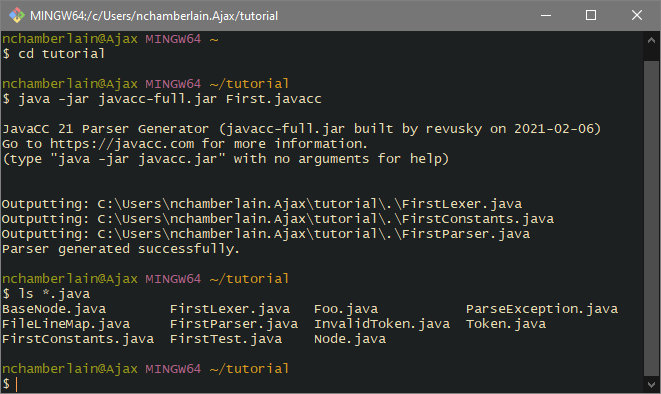 MINGW64:/c/Users/nchamberlain.Ajax/tutorial
nchamberlain@Ajax MINGW64 ~
$ cd tutorial
nchamberlain@Ajax MINGW64 ~/tutorial
$ java -jar javacc-full.jar First.javacc
JavaCC 21 Parser Generator (javacc-full.jar built by revusky on 2021-02-06)
Go to https://javacc.com for more information.
(type "java -jar javacc.jar" with no arguments for help)
Outputting: C:\Users\nchamberlain.Ajax\tutorial\.\FirstLexer.java
Outputting: C:\Users\nchamberlain.Ajax\tutorial\.\FirstConstants.java
Outputting: C:\Users\nchamberlain.Ajax\tutorial\.\FirstParser.java
Parser generated successfully.
nchamberlain@Ajax MINGW64 ~/tutorial
$ ls *.java
BaseNode.java FirstLexer.java Foo.java ParseException.java
FileLineMap.java FirstParser.java InvalidToken.java Token.java
FirstConstants.java FirstTest.java Node.java
nchamberlain@Ajax MINGW64 ~/tutorial
$